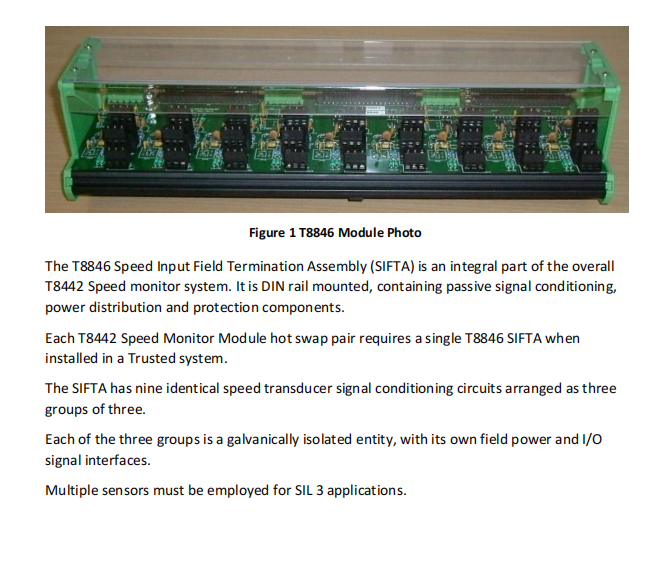 Figure 1 T8846 Module Photo
The T8846 Speed Input Field Termination Assembly (SIFTA) is an integral part of the overall
T8442 Speed monitor system. It is DIN rail mounted, containing passive signal conditioning,
power distribution and protection components.
Each T8442 Speed Monitor Module hot swap pair requires a single T8846 SIFTA when
installed in a Trusted system.
The SIFTA has nine identical speed transducer signal conditioning circuits arranged as three
groups of three.
Each of the three groups is a galvanically isolated entity, with its own field power and I/O
signal interfaces.
Multiple sensors must be employed for SIL 3 applications.